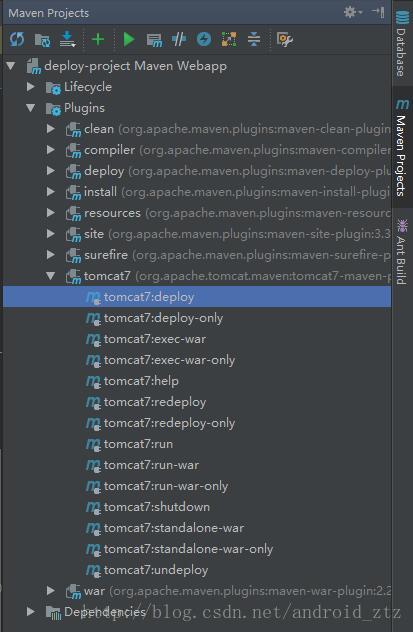 Maven Projects
deploy-project Maven Webapp
Lifecycle
Plugins
clean (org.apache.maven.plugins:maven-clean-plugin
compiler (org.apache.maven.plugins:maven-compiler
deploy (org.apache.maven.plugins:maven-deploy-plu
install (org.apache.maven.plugins:maven-install-plug
resources (org.apache.maven.plugins:maven-resourc
site (org.apache.maven.plugins:maven-site-plugin:3.3
surefire (org.apache.maven.plugins:maven-surefire-p
tomcat7 (org.apache.tomcat.maven:tomcat7-maven-p
tomcat7:deploy
tomcat7:deploy-only
tomcat7:exec-war
tomcat7:exec-war-only
tomcat7:help
tomcat7:redeploy
tomcat7:redeploy-only
tomcat7:run
tomcat7:run-war
tomcat7:run-war-only
tomcat7:shutdown
tomcat7:standalone-war
tomcat7:standalone-war-only
tomcat7:undeploy
war (org.apache.maven.plugins:maven-war-plugin:2.2
Dependencies
http://blog.csdn.net/android_ztz
Database
Maven Projects
Ant Build